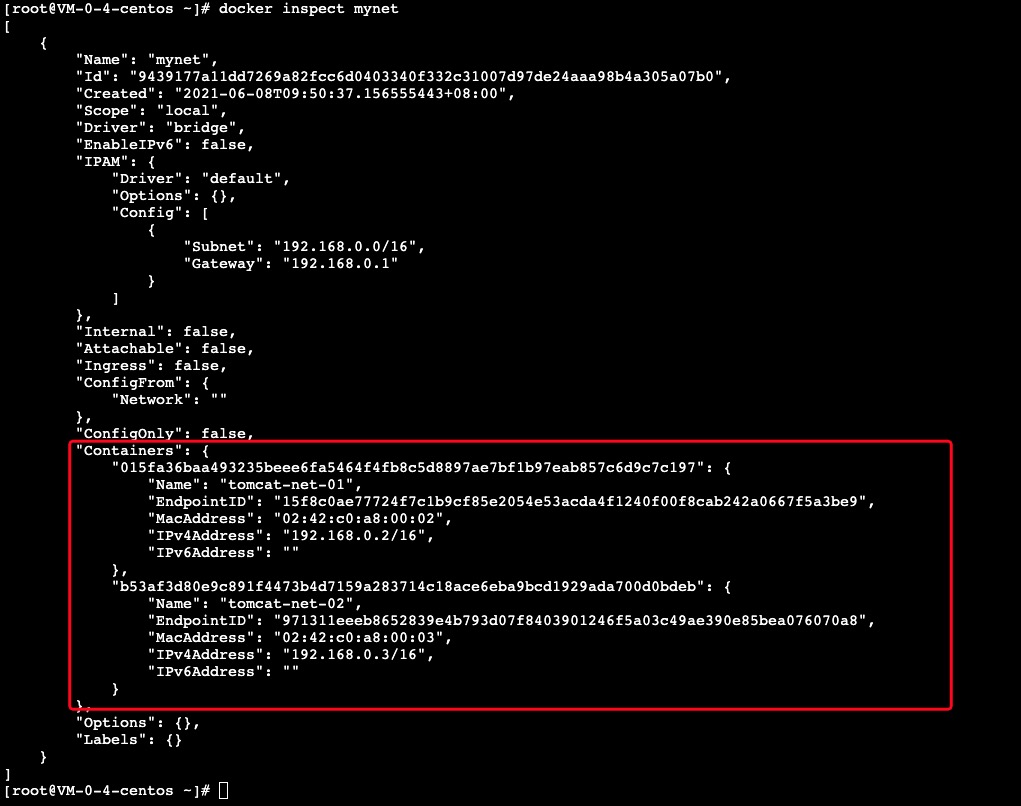 [root@VM-0-4-centos ~]# docker inspect mynet
[
    {
        "Name": "mynet",
        "Id": "9439177a11dd7269a82fcc6d0403340f332c31007d97de24aaa98b4a305a07b0",
        "Created": "2021-06-08T09:50:37.156555443+08:00",
        "Scope": "local",
        "Driver": "bridge",
        "EnableIPv6": false,
        "IPAM": {
            "Driver": "default",
            "Options": {},
            "Config": [
                {
                    "Subnet": "192.168.0.0/16",
                    "Gateway": "192.168.0.1"
                }
            ]
        },
        "Internal": false,
        "Attachable": false,
        "Ingress": false,
        "ConfigFrom": {
            "Network": ""
        },
        "ConfigOnly": false,
        "Containers": {
            "015fa36baa493235beee6fa5464f4fb8c5d8897ae7bf1b97eab857c6d9c7c197": {
                "Name": "tomcat-net-01",
                "EndpointID": "15f8c0ae77724f7c1b9cf85e2054e53acda4f1240f00f8cab242a0667f5a3be9",
                "MacAddress": "02:42:c0:a8:00:02",
                "IPv4Address": "192.168.0.2/16",
                "IPv6Address": ""
            },
            "b53af3d80e9c891f4473b4d7159a283714c18ace6eba9bcd1929ada700d0bdeb": {
                "Name": "tomcat-net-02",
                "EndpointID": "971311eeeb8652839e4b793d07f8403901246f5a03c49ae390e85bea076070a8",
                "MacAddress": "02:42:c0:a8:00:03",
                "IPv4Address": "192.168.0.3/16",
                "IPv6Address": ""
            }
        },
        "Options": {},
        "Labels": {}
    }
]
[root@VM-0-4-centos ~]#